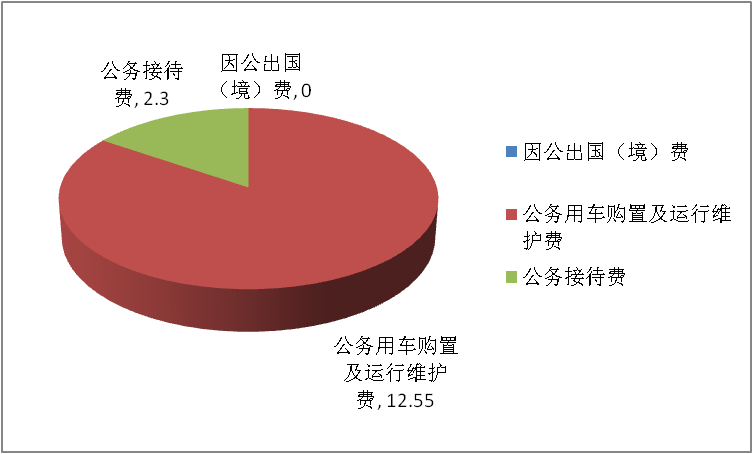 公务接待
费, 2.3
因公出国
（境）费, 0
公务用车购置
及运行维护
费, 12.55
因公出国（境）费
公务用车购置及运行维
护费
公务接待费